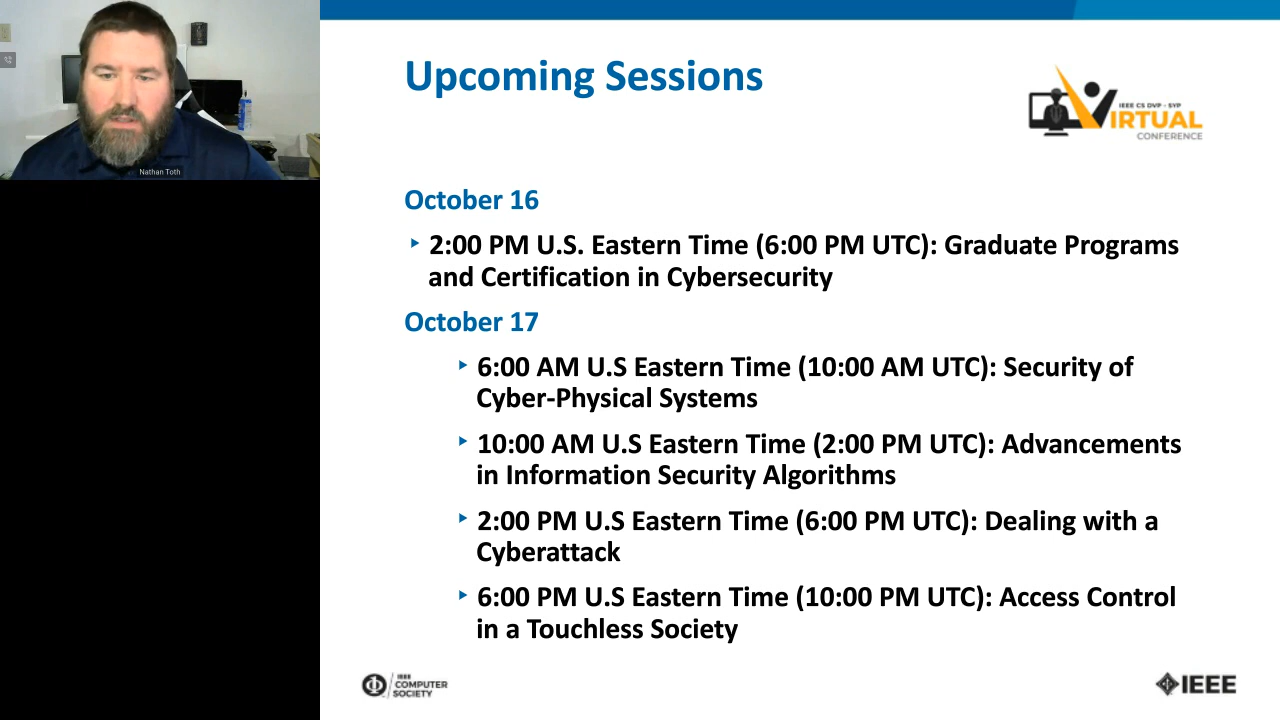 Nathan Toth
Upcoming Sessions
IEEE CS DVP - SYP
VIRTUAL
CONFERENCE
October 16
2:00 PM U.S. Eastern Time (6:00 PM UTC): Graduate Programs
and Certification in Cybersecurity
October 17
6:00 AM U.S Eastern Time (10:00 AM UTC): Security of
Cyber-Physical Systems
10:00 AM U.S Eastern Time (2:00 PM UTC): Advancements
in Information Security Algorithms
2:00 PM U.S Eastern Time (6:00 PM UTC): Dealing with a
Cyberattack
6:00 PM U.S Eastern Time (10:00 PM UTC): Access Control
in a Touchless Society
IEEE
COMPUTER
SOCIETY
IEEE